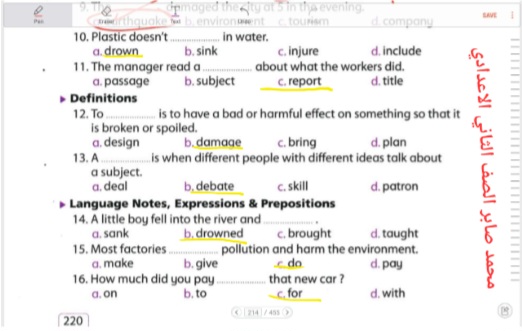 9. Th damaged the city at 5 in the evening.
earthquake b. environment c. tourism d. company
Pen
SAVE
10. Plastic doesn't .................. in water.
a. drown b. sink c. injure d. include
11. The manager read a .................. about what the workers did.
a. passage b. subject c. report d. title
Definitions
12. To .................. is to have a bad or harmful effect on something so that it
is broken or spoiled.
a. design b. damage c. bring d. plan
13. A .................. is when different people with different ideas talk about
a subject.
a. deal b. debate c. skill d. patron
Language Notes, Expressions & Prepositions
14. A little boy fell into the river and .................. .
a. sank b. drowned c. brought d. taught
15. Most factories .................. pollution and harm the environment.
a. make b. give c. do d. pay
16. How much did you pay .................. that new car ?
a. on b. to c. for d. with
214 / 455
220
محمد صابر الصف الثاني الاعدادي